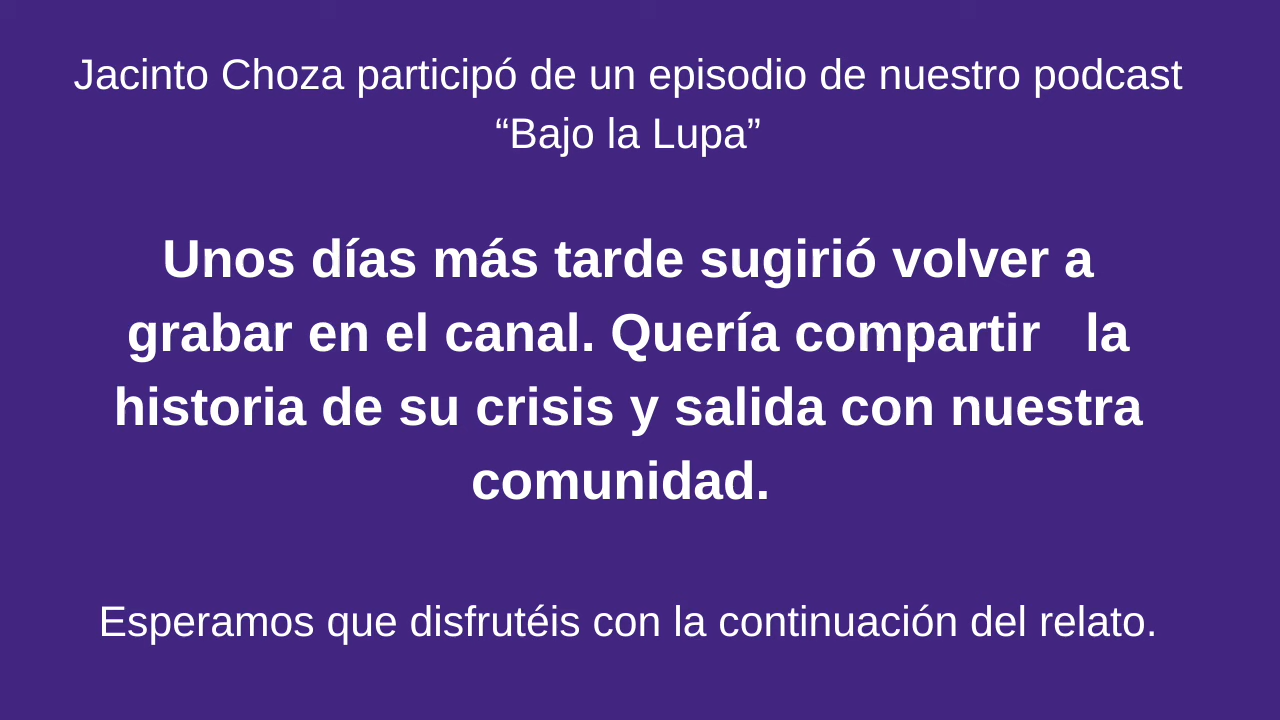 Jacinto Choza participó de un episodio de nuestro podcast
“Bajo la Lupa”
Unos días más tarde sugirió volver a
grabar en el canal. Quería compartir la
historia de su crisis y salida con nuestra
comunidad.
Esperamos que disfrutéis con la continuación del relato.